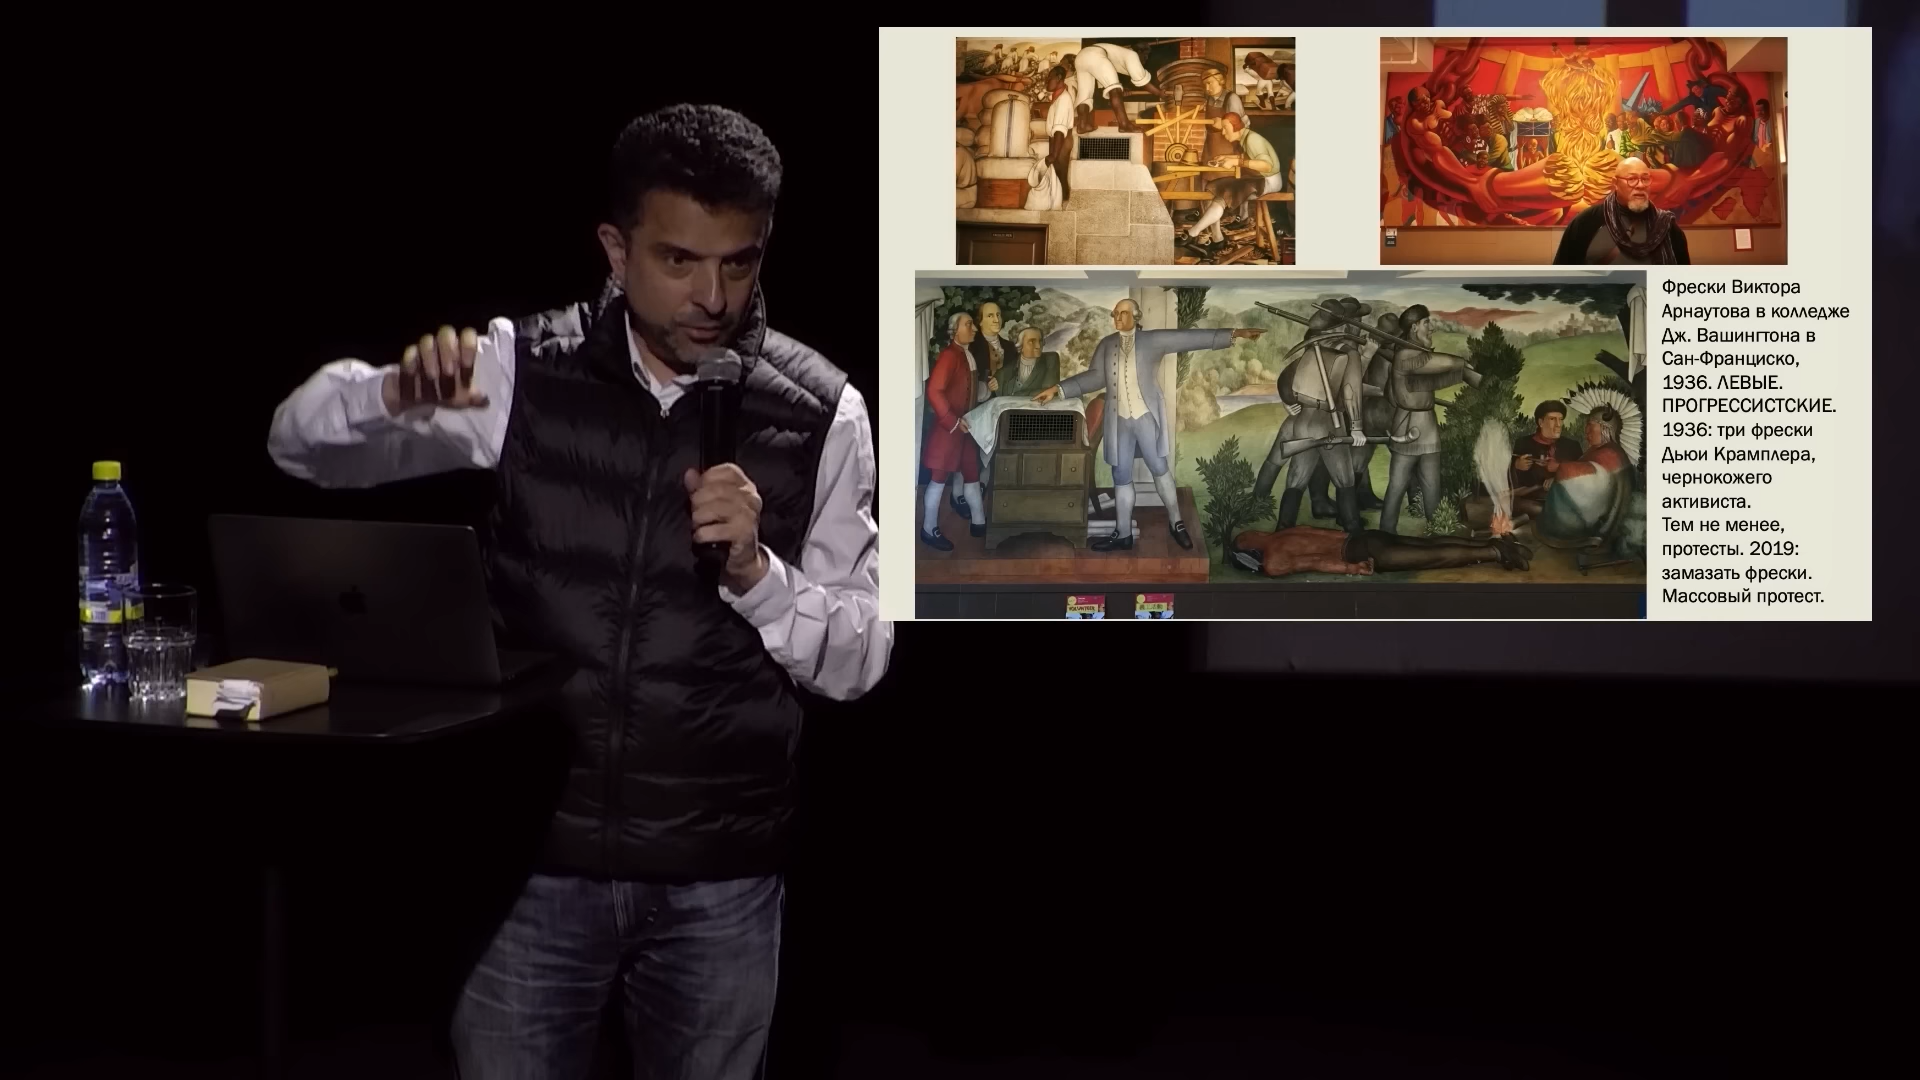 Фрески Виктора
Арнаутова в колледже
Дж. Вашингтона в
Сан-Франциско,
1936. ЛЕВЫЕ.
ПРОГРЕССИСТСКИЕ.
1936: три фрески
Дьюи Крамплера,
чернокожего
активиста.
Тем не менее,
протесты. 2019:
замазать фрески.
Массовый протест.